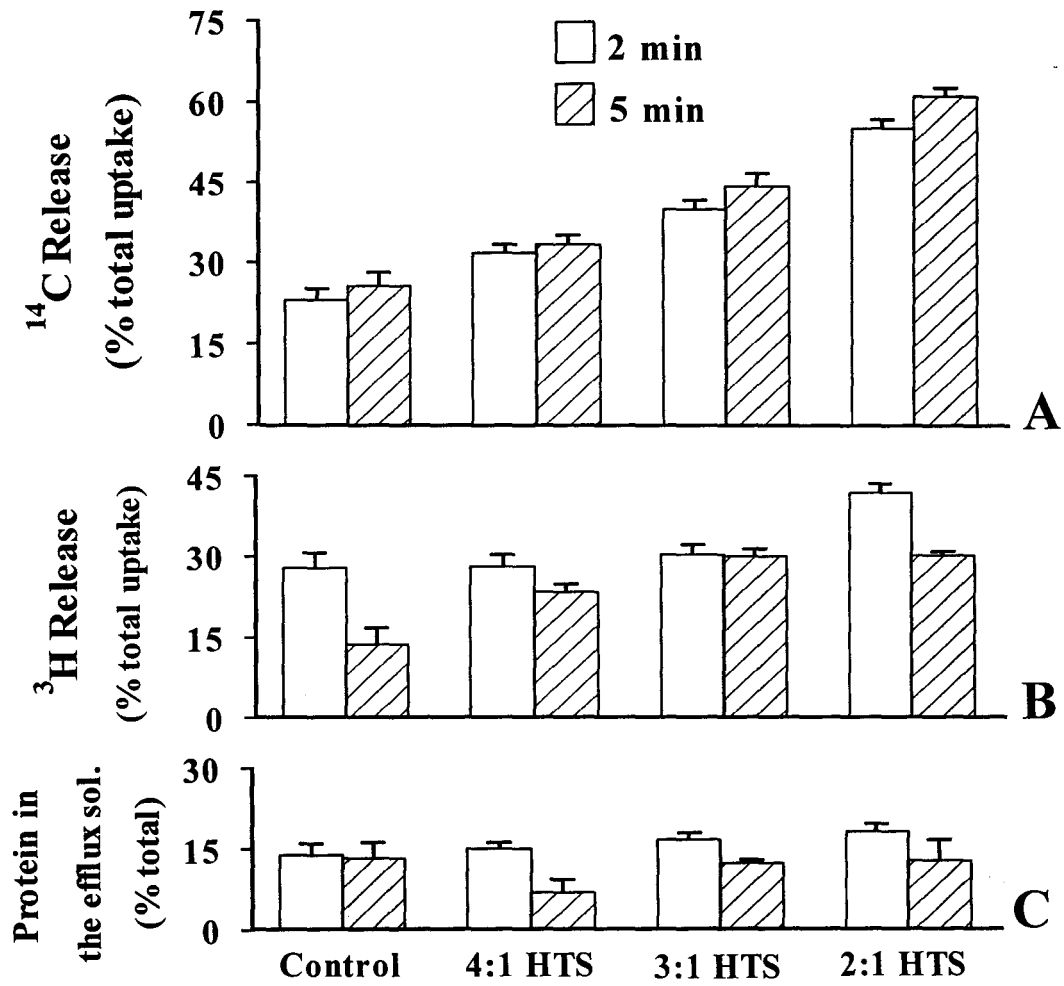 75
60
45
30
15
0
¹⁴C Release
(% total uptake)
2 min
5 min
A
45
30
15
0
³H Release
(% total uptake)
B
30
15
0
Protein in
the efflux sol.
(% total)
C
Control 4:1 HTS 3:1 HTS 2:1 HTS